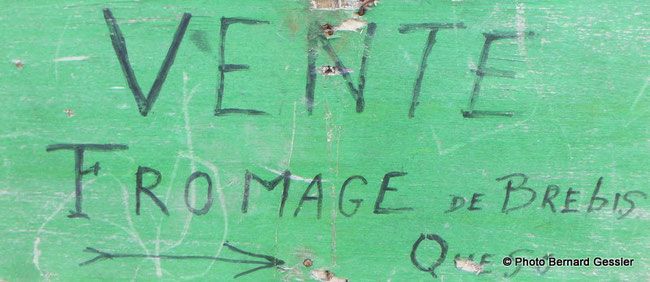 VENTE
FROMAGE DE BREBIS
QUESO
© Photo Bernard Gessler